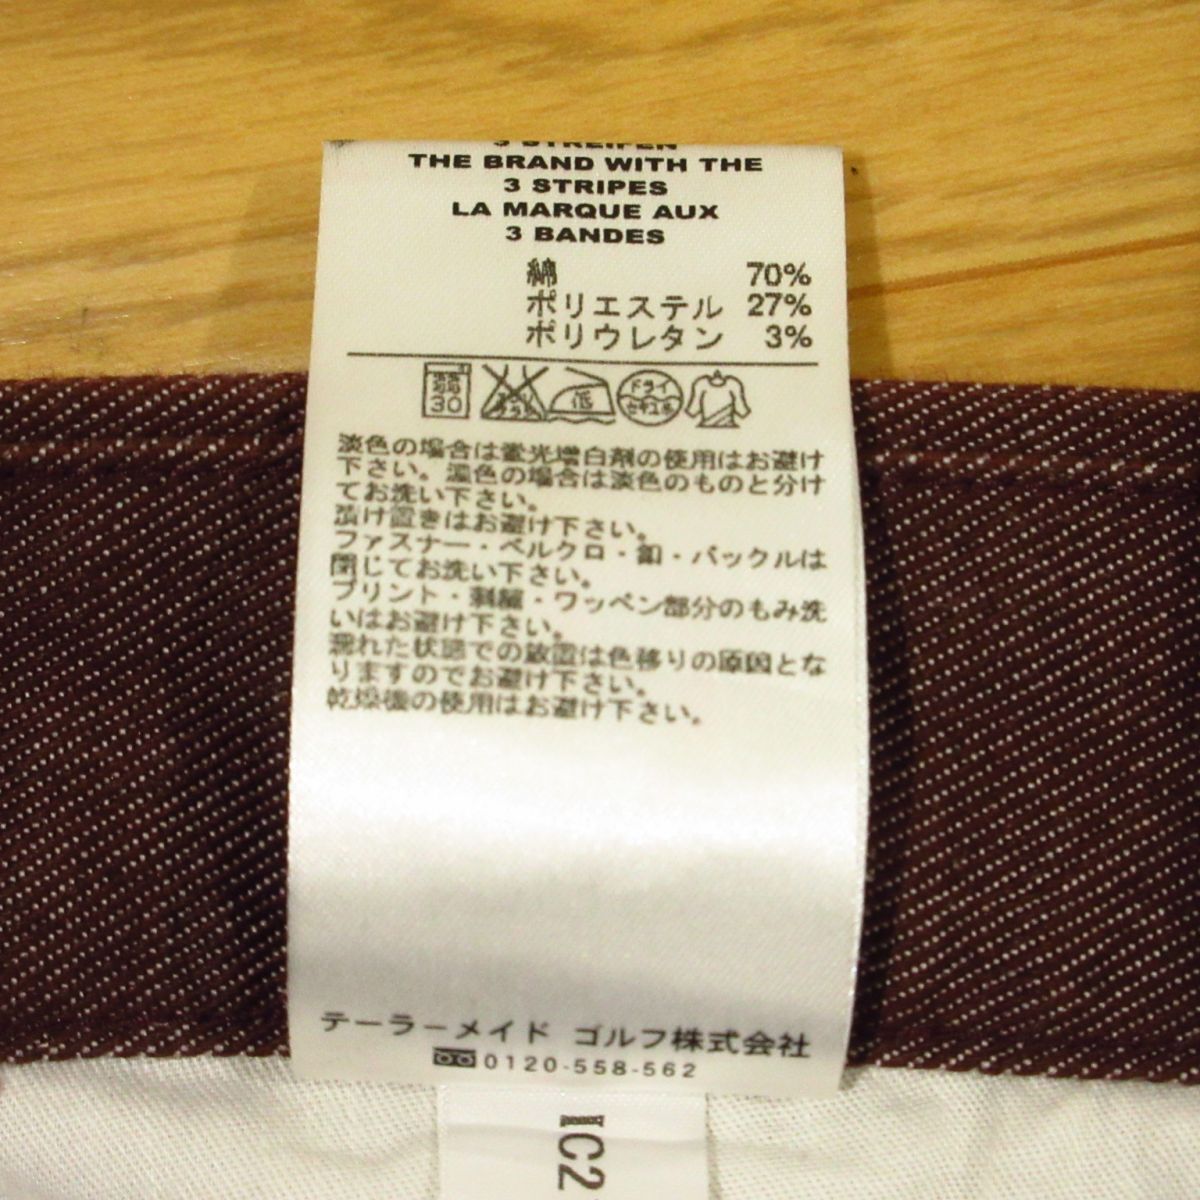 3 STREIFEN
THE BRAND WITH THE
3 STRIPES
LA MARQUE AUX
3 BANDES
綿 70%
ポリエステル 27%
ポリウレタン 3%
30 低 ドライ
淡色の場合は蛍光増白剤の使用はお避け
下さい。濃色の場合は淡色のものと分け
てお洗い下さい。
漬け置きはお避け下さい。
ファスナー・ベルクロ・釦・バックルは
閉じてお洗い下さい。
プリント・刺繍・ワッペン部分のもみ洗
いはお避け下さい。
濡れた状態での放置は色移りの原因とな
りますのでお避け下さい。
乾燥機の使用はお避け下さい。
テーラーメイド ゴルフ株式会社
0120-558-562
IC2